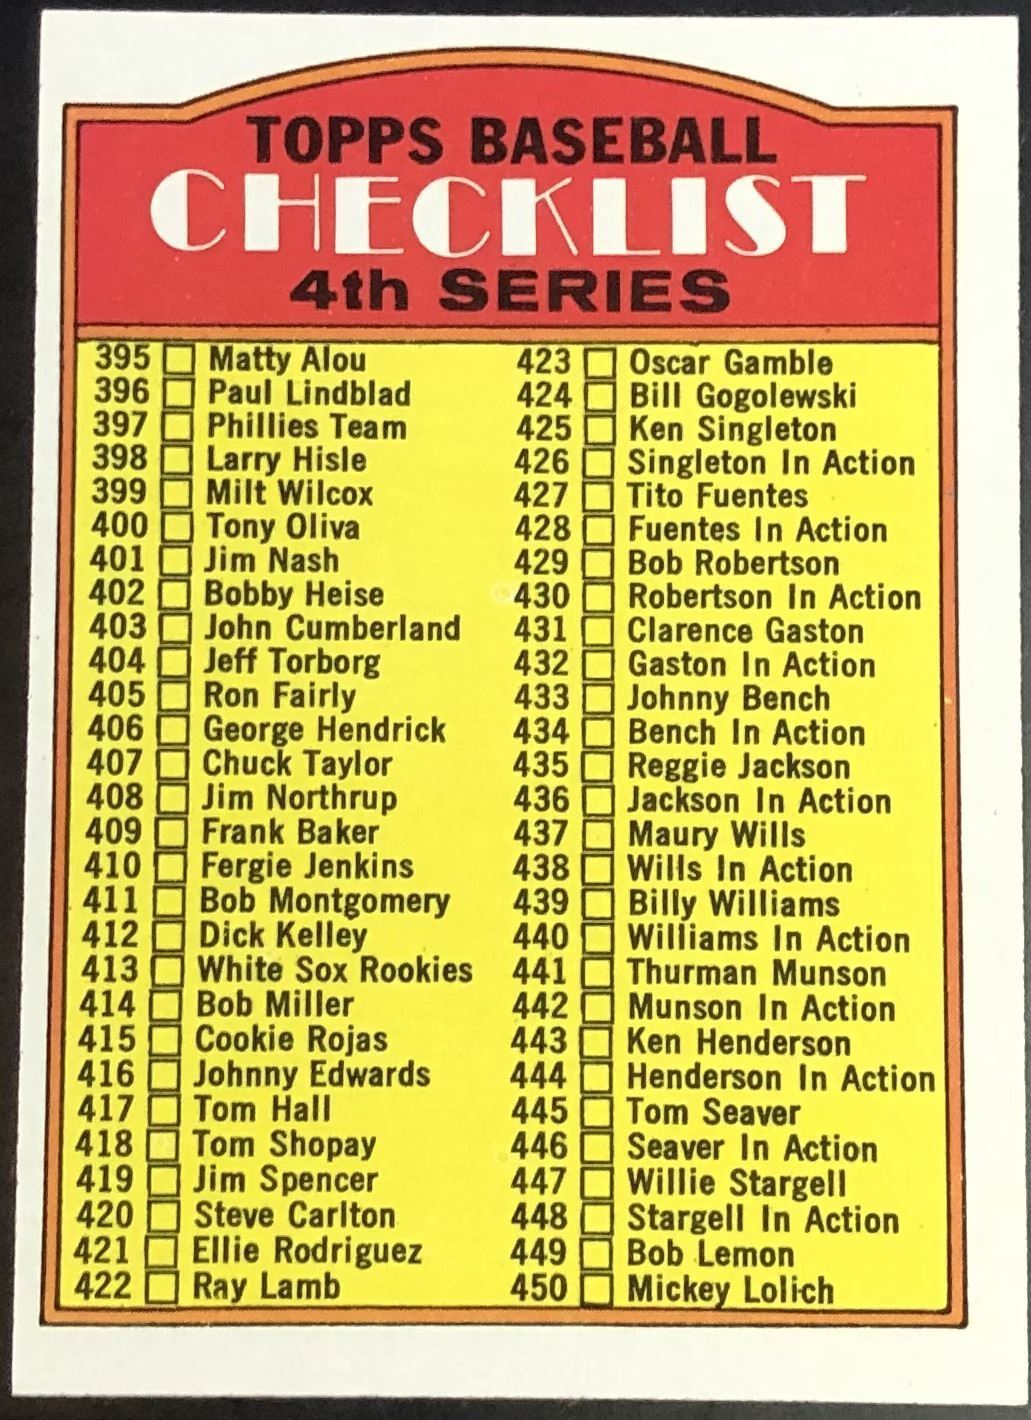 TOPPS BASEBALL
CHECKLIST
4th SERIES
395 Matty Alou
396 Paul Lindblad
397 Phillies Team
398 Larry Hisle
399 Milt Wilcox
400 Tony Oliva
401 Jim Nash
402 Bobby Heise
403 John Cumberland
404 Jeff Torborg
405 Ron Fairly
406 George Hendrick
407 Chuck Taylor
408 Jim Northrup
409 Frank Baker
410 Fergie Jenkins
411 Bob Montgomery
412 Dick Kelley
413 White Sox Rookies
414 Bob Miller
415 Cookie Rojas
416 Johnny Edwards
417 Tom Hall
418 Tom Shopay
419 Jim Spencer
420 Steve Carlton
421 Ellie Rodriguez
422 Ray Lamb
423 Oscar Gamble
424 Bill Gogolewski
425 Ken Singleton
426 Singleton In Action
427 Tito Fuentes
428 Fuentes In Action
429 Bob Robertson
430 Robertson In Action
431 Clarence Gaston
432 Gaston In Action
433 Johnny Bench
434 Bench In Action
435 Reggie Jackson
436 Jackson In Action
437 Maury Wills
438 Wills In Action
439 Billy Williams
440 Williams In Action
441 Thurman Munson
442 Munson In Action
443 Ken Henderson
444 Henderson In Action
445 Tom Seaver
446 Seaver In Action
447 Willie Stargell
448 Stargell In Action
449 Bob Lemon
450 Mickey Lolich